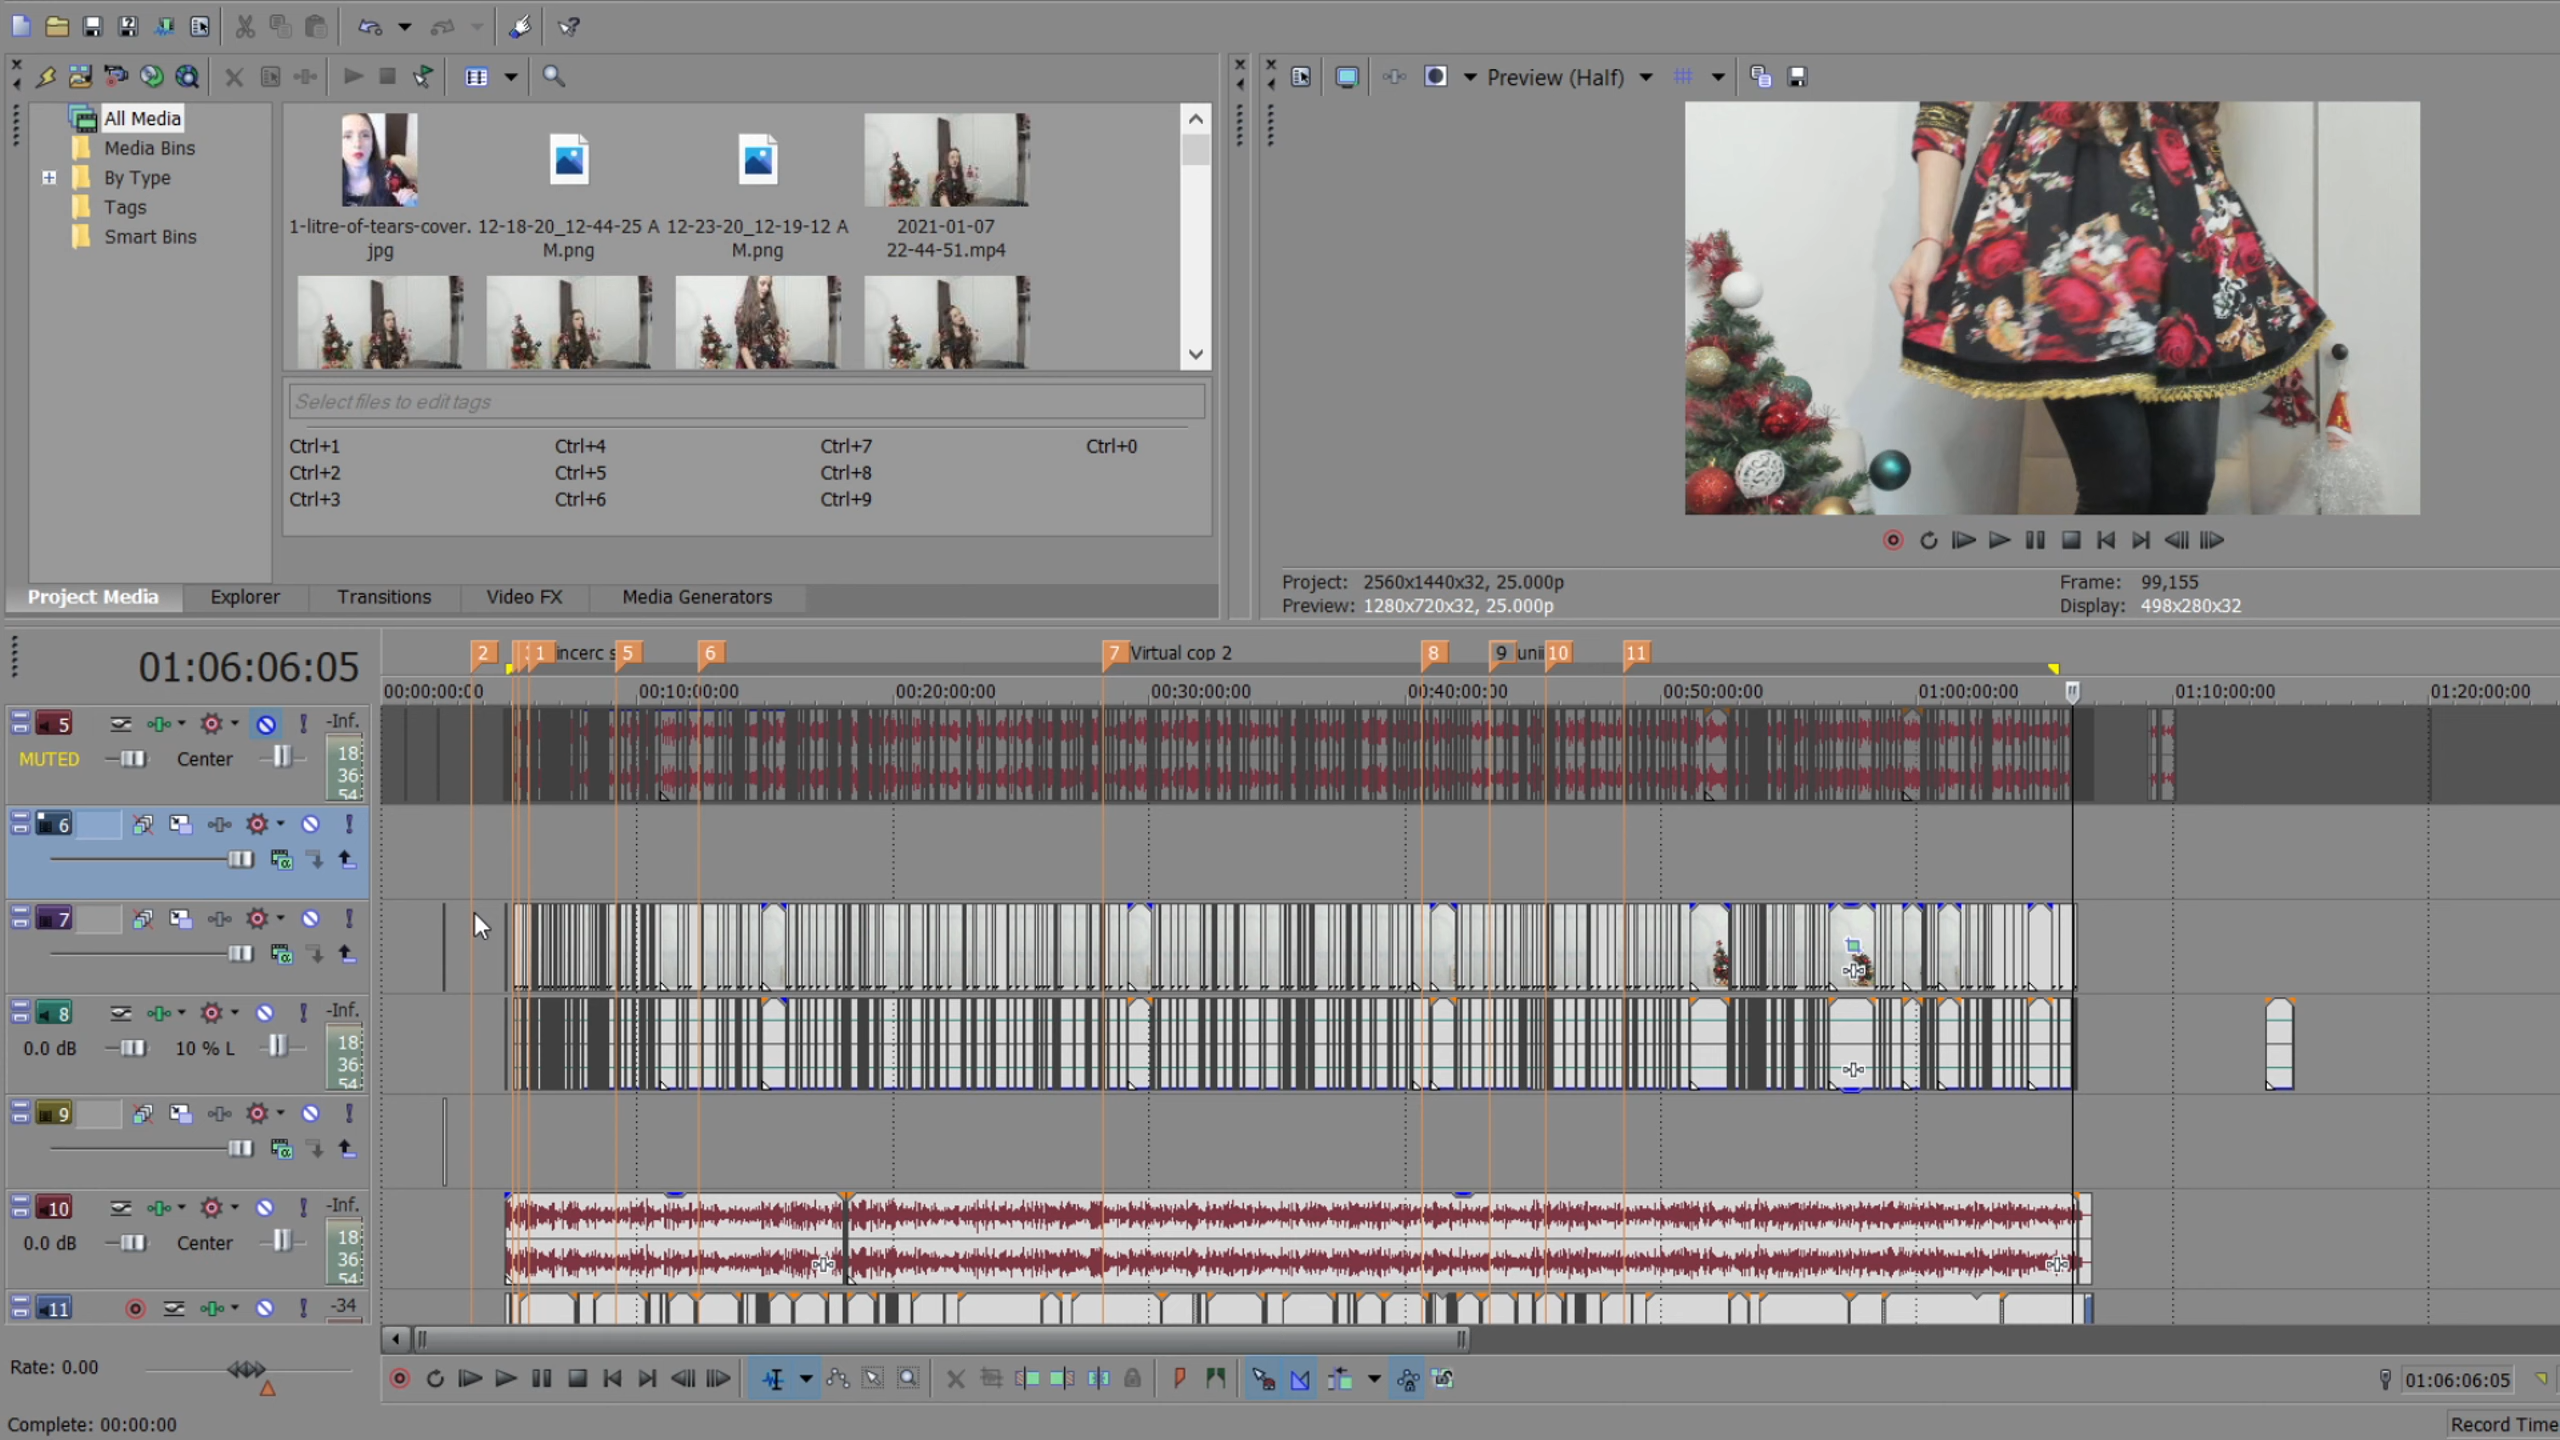 Preview (Half)
All Media
Media Bins
By Type
Tags
Smart Bins
1-litre-of-tears-cover.jpg
12-18-20_12-44-25 AM.png
12-23-20_12-19-12 AM.png
2021-01-07 22-44-51.mp4
Select files to edit tags
Ctrl+1 Ctrl+4 Ctrl+7 Ctrl+0
Ctrl+2 Ctrl+5 Ctrl+8
Ctrl+3 Ctrl+6 Ctrl+9
Project Media Explorer Transitions Video FX Media Generators
Project: 2560x1440x32, 25.000p Frame: 99,155
Preview: 1280x720x32, 25.000p Display: 498x280x32
01:06:06:05
2 1 incerc s 5 6 7 Virtual cop 2 8 9 10 11
00:00:00:00 00:10:00:00 00:20:00:00 00:30:00:00 00:40:00:00 00:50:00:00 01:00:00:00 01:10:00:00 01:20:00:00
5 -Inf.
MUTED Center 18
36
54
6
7
8 -Inf.
0.0 dB 10 % L 18
36
54
9
10 -Inf.
0.0 dB Center 18
36
54
11 -34
Rate: 0.00
01:06:06:05
Complete: 00:00:00
Record Time